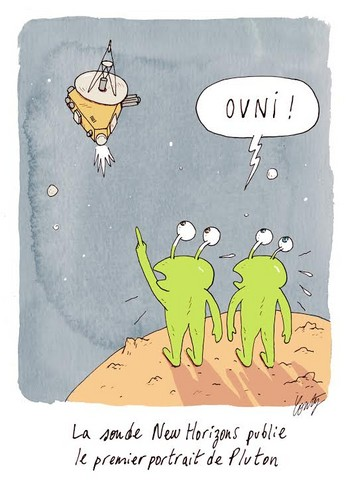 OVNI !
La sonde New Horizons publie
le premier portrait de Pluton